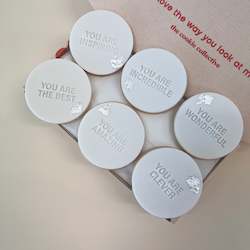 love the way you look at m
the cookie collective
YOU ARE
INSPIRING
YOU ARE
INCREDIBLE
YOU ARE
THE BEST
YOU ARE
AMAZING
YOU ARE
WONDERFUL
YOU ARE
CLEVER